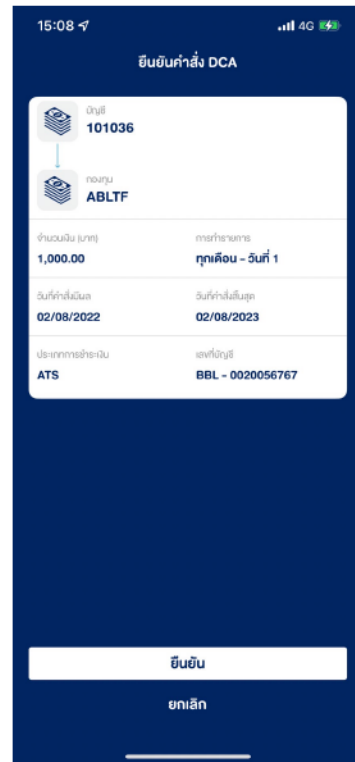 15:08
4G
ยืนยันคำสั่ง DCA
บัญชี
101036
กองทุน
ABLTF
จำนวนเงิน (บาท) การทำรายการ
1,000.00 ทุกเดือน - วันที่ 1
วันที่คำสั่งมีผล วันที่คำสั่งสิ้นสุด
02/08/2022 02/08/2023
ประเภทการชำระเงิน เลขที่บัญชี
ATS BBL - 0020056767
ยืนยัน
ยกเลิก